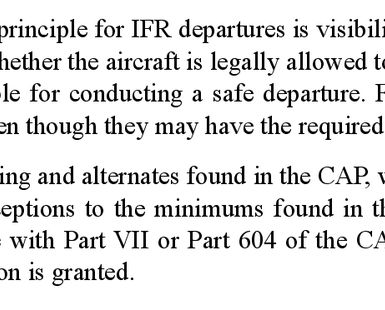 principle for IFR departures is visibili
hether the aircraft is legally allowed to
ole for conducting a safe departure. F
en though they may have the required
ing and alternates found in the CAP, w
eptions to the minimums found in th
e with Part VII or Part 604 of the CA
on is granted.